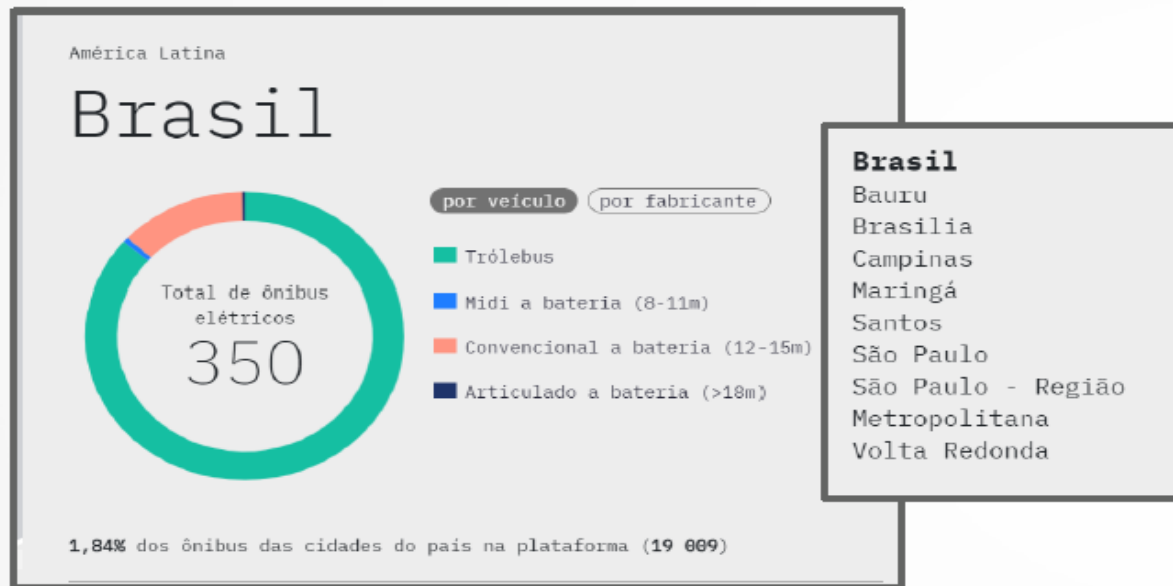 América Latina
Brasil
por veículo
por fabricante
Total de ônibus
elétricos
350
Trólebus
Midi a bateria (8-11m)
Convencional a bateria (12-15m)
Articulado a bateria (>18m)
1,84% dos ônibus das cidades do país na plataforma (19 009)
Brasil
Bauru
Brasilia
Campinas
Maringá
Santos
São Paulo
São Paulo - Região
Metropolitana
Volta Redonda